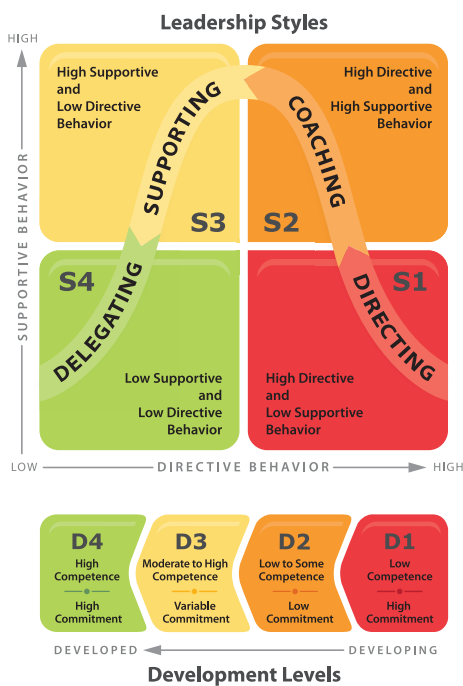 Leadership Styles
HIGH
SUPPORTIVE BEHAVIOR
High Supportive
and
Low Directive
Behavior
SUPPORTING
S3
High Directive
and
High Supportive
Behavior
COACHING
S2
S4
DELEGATING
Low Supportive
and
Low Directive
Behavior
S1
DIRECTING
High Directive
and
Low Supportive
Behavior
LOW
DIRECTIVE BEHAVIOR
HIGH
D4
High
Competence
High
Commitment
D3
Moderate to High
Competence
Variable
Commitment
D2
Low to Some
Competence
Low
Commitment
D1
Low
Competence
High
Commitment
DEVELOPED
DEVELOPING
Development Levels